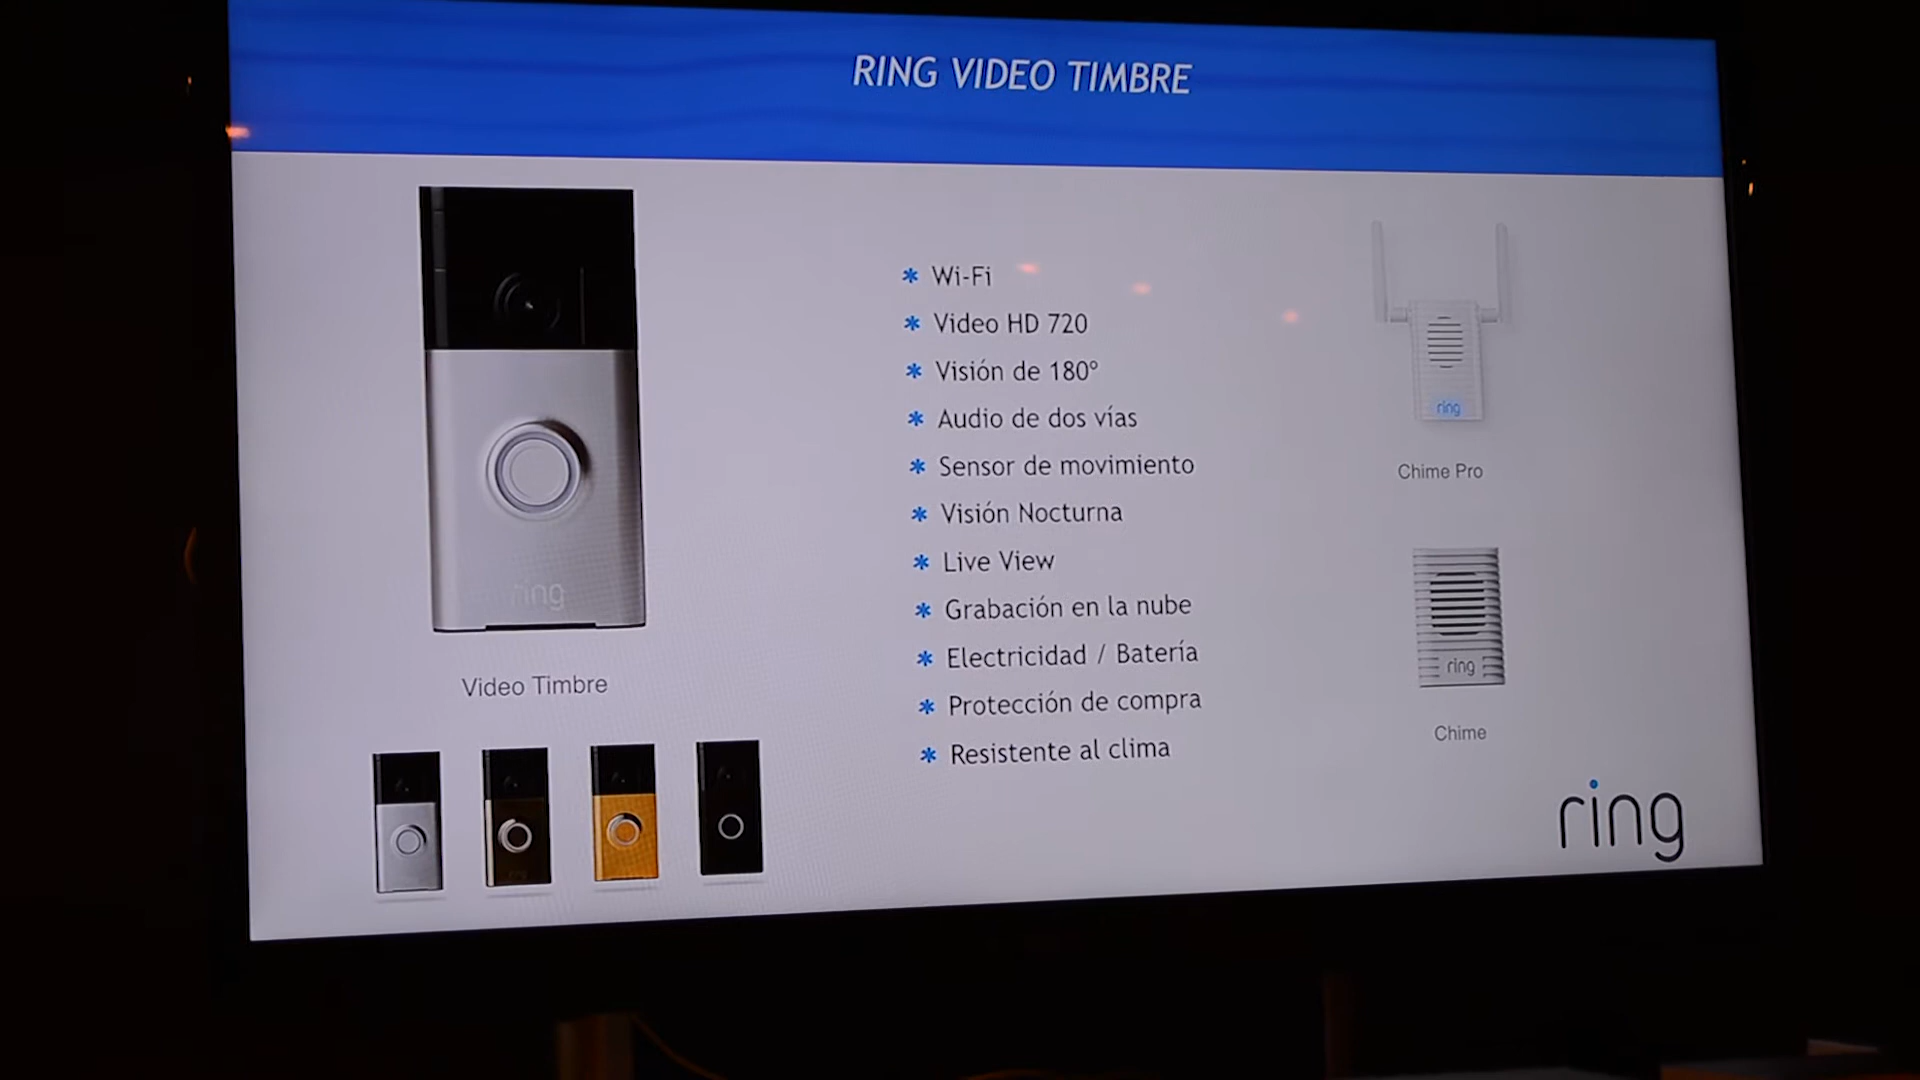 RING VIDEO TIMBRE
ring
Video Timbre
* Wi-Fi
* Video HD 720
* Visión de 180º
* Audio de dos vías
* Sensor de movimiento
* Visión Nocturna
* Live View
* Grabación en la nube
* Electricidad / Batería
* Protección de compra
* Resistente al clima
ring
Chime Pro
ring
Chime
ring